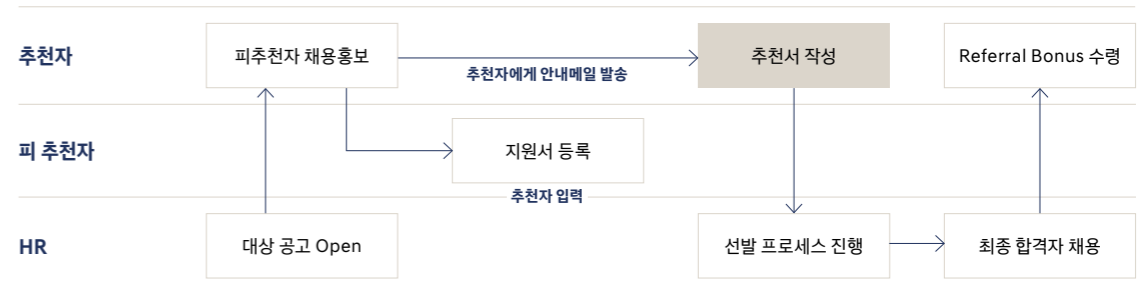 추천자
피추천자 채용홍보
추천자에게 안내메일 발송
추천서 작성
Referral Bonus 수령
피 추천자
지원서 등록
추천자 입력
HR
대상 공고 Open
선발 프로세스 진행
최종 합격자 채용